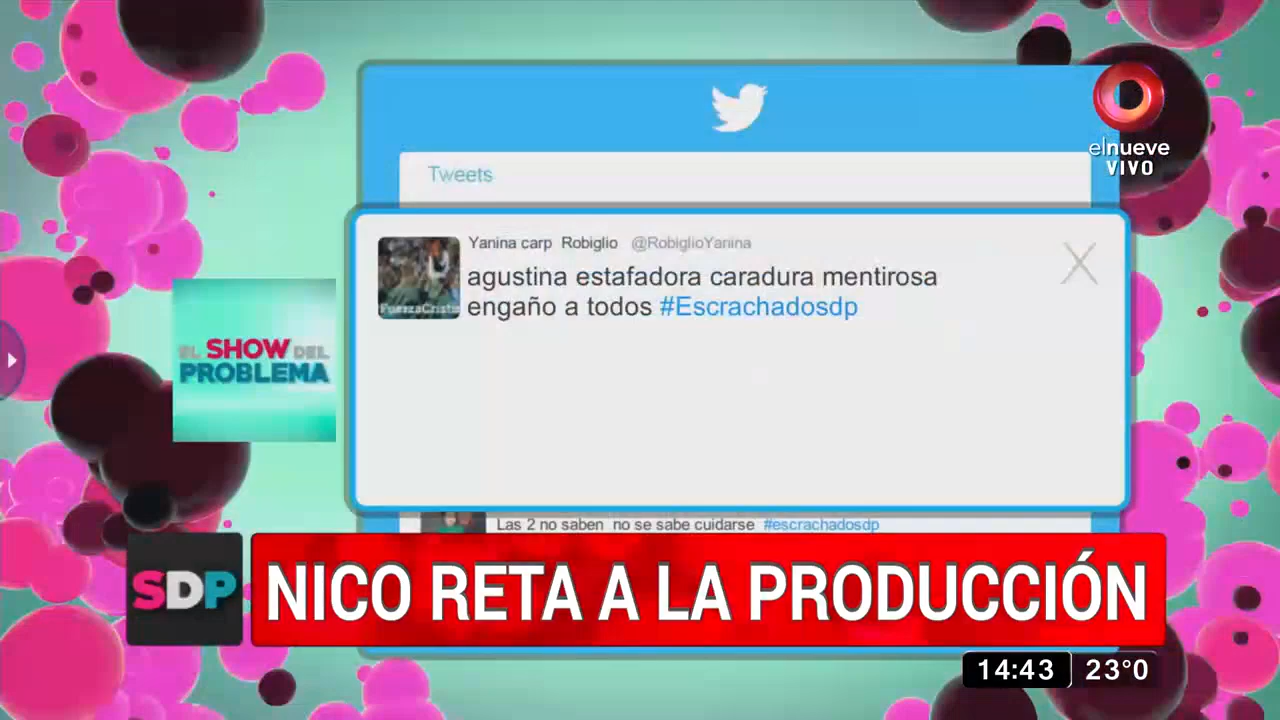 elnueve
VIVO
Tweets
Yanina carp Robiglio @RobiglioYanina
agustina estafadora caradura mentirosa
engaño a todos #Escrachadosdp
FuerzaCristi
EL SHOW DEL
PROBLEMA
Las 2 no saben no se sabe cuidarse #escrachadosdp
SDP
NICO RETA A LA PRODUCCIÓN
14:43 23°0